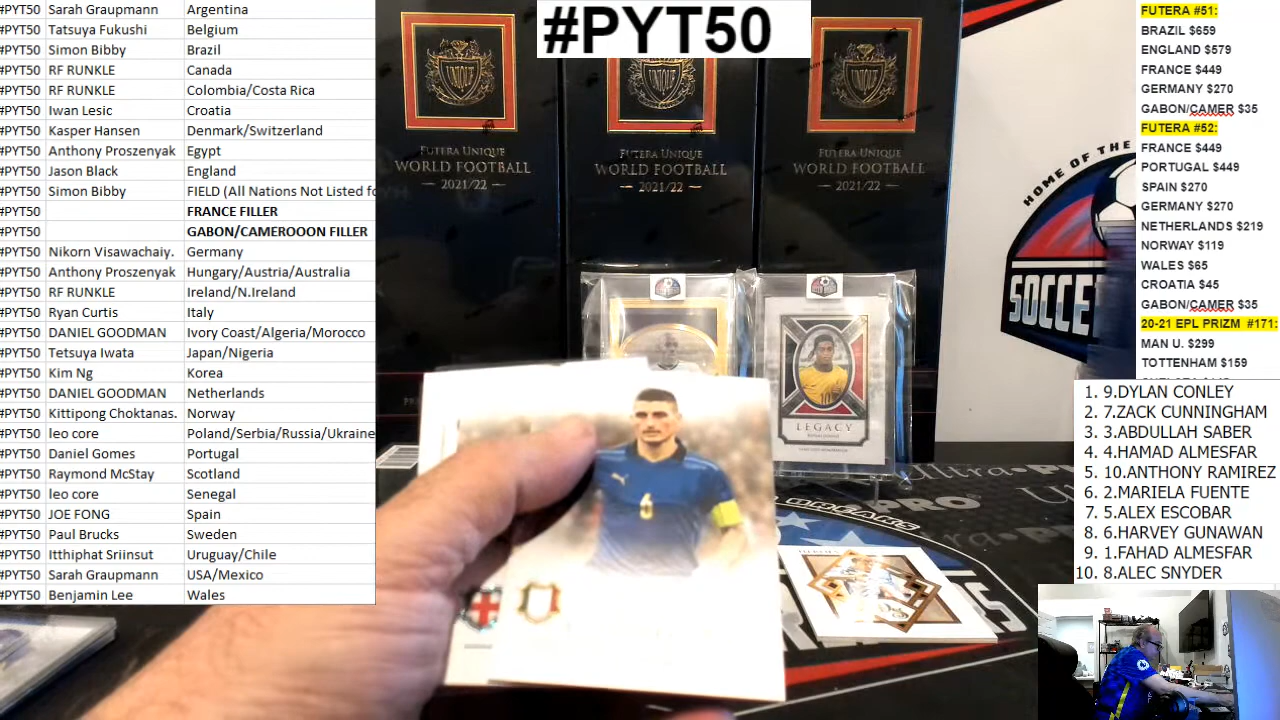 #PYT50 Sarah Graupmann Argentina
#PYT50 Tatsuya Fukushi Belgium
#PYT50 Simon Bibby Brazil
#PYT50 RF RUNKLE Canada
#PYT50 RF RUNKLE Colombia/Costa Rica
#PYT50 Iwan Lesic Croatia
#PYT50 Kasper Hansen Denmark/Switzerland
#PYT50 Anthony Proszenyak Egypt
#PYT50 Jason Black England
#PYT50 Simon Bibby FIELD (All Nations Not Listed fo
#PYT50 FRANCE FILLER
#PYT50 GABON/CAMEROOON FILLER
#PYT50 Nikorn Visawachaiy. Germany
#PYT50 Anthony Proszenyak Hungary/Austria/Australia
#PYT50 RF RUNKLE Ireland/N.Ireland
#PYT50 Ryan Curtis Italy
#PYT50 DANIEL GOODMAN Ivory Coast/Algeria/Morocco
#PYT50 Tetsuya Iwata Japan/Nigeria
#PYT50 Kim Ng Korea
#PYT50 DANIEL GOODMAN Netherlands
#PYT50 Kittipong Choktanas. Norway
#PYT50 leo core Poland/Serbia/Russia/Ukraine
#PYT50 Daniel Gomes Portugal
#PYT50 Raymond McStay Scotland
#PYT50 leo core Senegal
#PYT50 JOE FONG Spain
#PYT50 Paul Brucks Sweden
#PYT50 Itthiphat Sriinsut Uruguay/Chile
#PYT50 Sarah Graupmann USA/Mexico
#PYT50 Benjamin Lee Wales
#PYT50
UNIQUE
FUTERA UNIQUE
WORLD FOOTBALL
2021/22
UNIQUE
FUTERA UNIQUE
WORLD FOOTBALL
2021/22
UNIQUE
FUTERA UNIQUE
WORLD FOOTBALL
2021/22
HOME OF THE
SOCCE
LEGACY
10
6
PRO
BREAKERS
HEROES
FUTERA #51:
BRAZIL $659
ENGLAND $579
FRANCE $449
GERMANY $270
GABON/CAMER $35
FUTERA #52:
FRANCE $449
PORTUGAL $449
SPAIN $270
GERMANY $270
NETHERLANDS $219
NORWAY $119
WALES $65
CROATIA $45
GABON/CAMER $35
20-21 EPL PRIZM #171:
MAN U. $299
TOTTENHAM $159
1. 9.DYLAN CONLEY
2. 7.ZACK CUNNINGHAM
3. 3.ABDULLAH SABER
4. 4.HAMAD ALMESFAR
5. 10.ANTHONY RAMIREZ
6. 2.MARIELA FUENTE
7. 5.ALEX ESCOBAR
8. 6.HARVEY GUNAWAN
9. 1.FAHAD ALMESFAR
10. 8.ALEC SNYDER